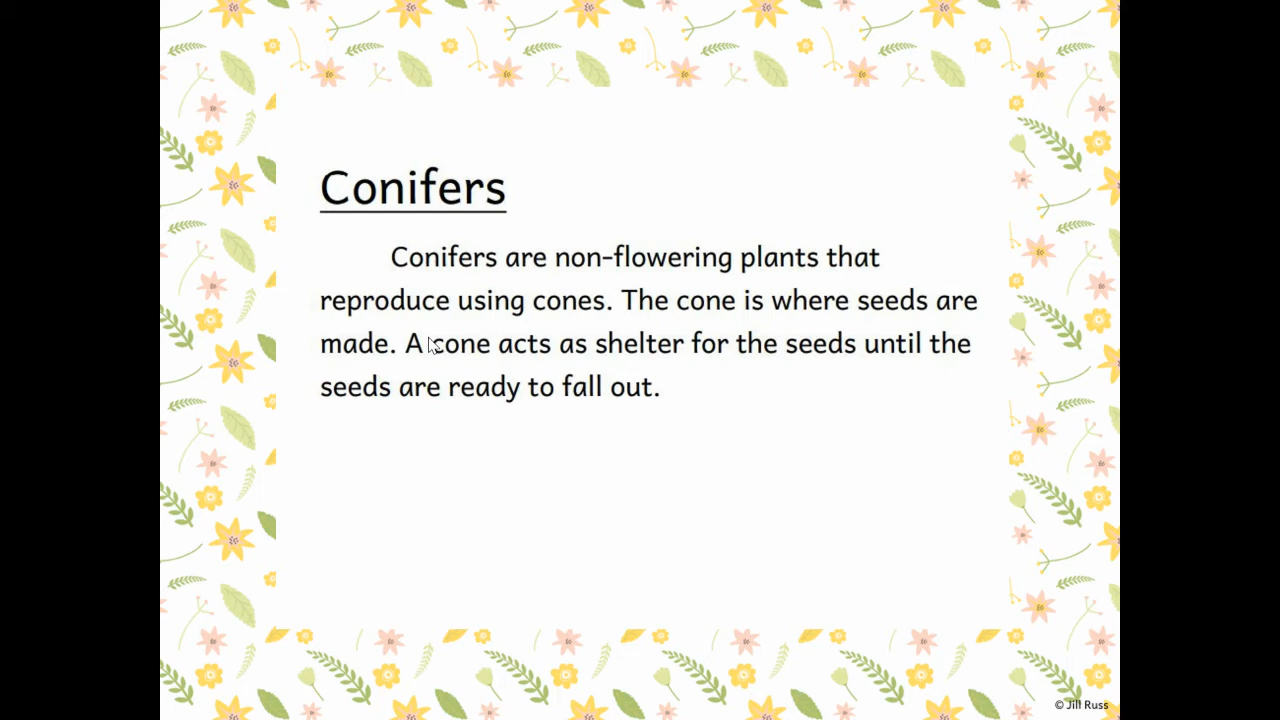 Conifers
Conifers are non-flowering plants that
reproduce using cones. The cone is where seeds are
made. A cone acts as shelter for the seeds until the
seeds are ready to fall out.
© Jill Russ